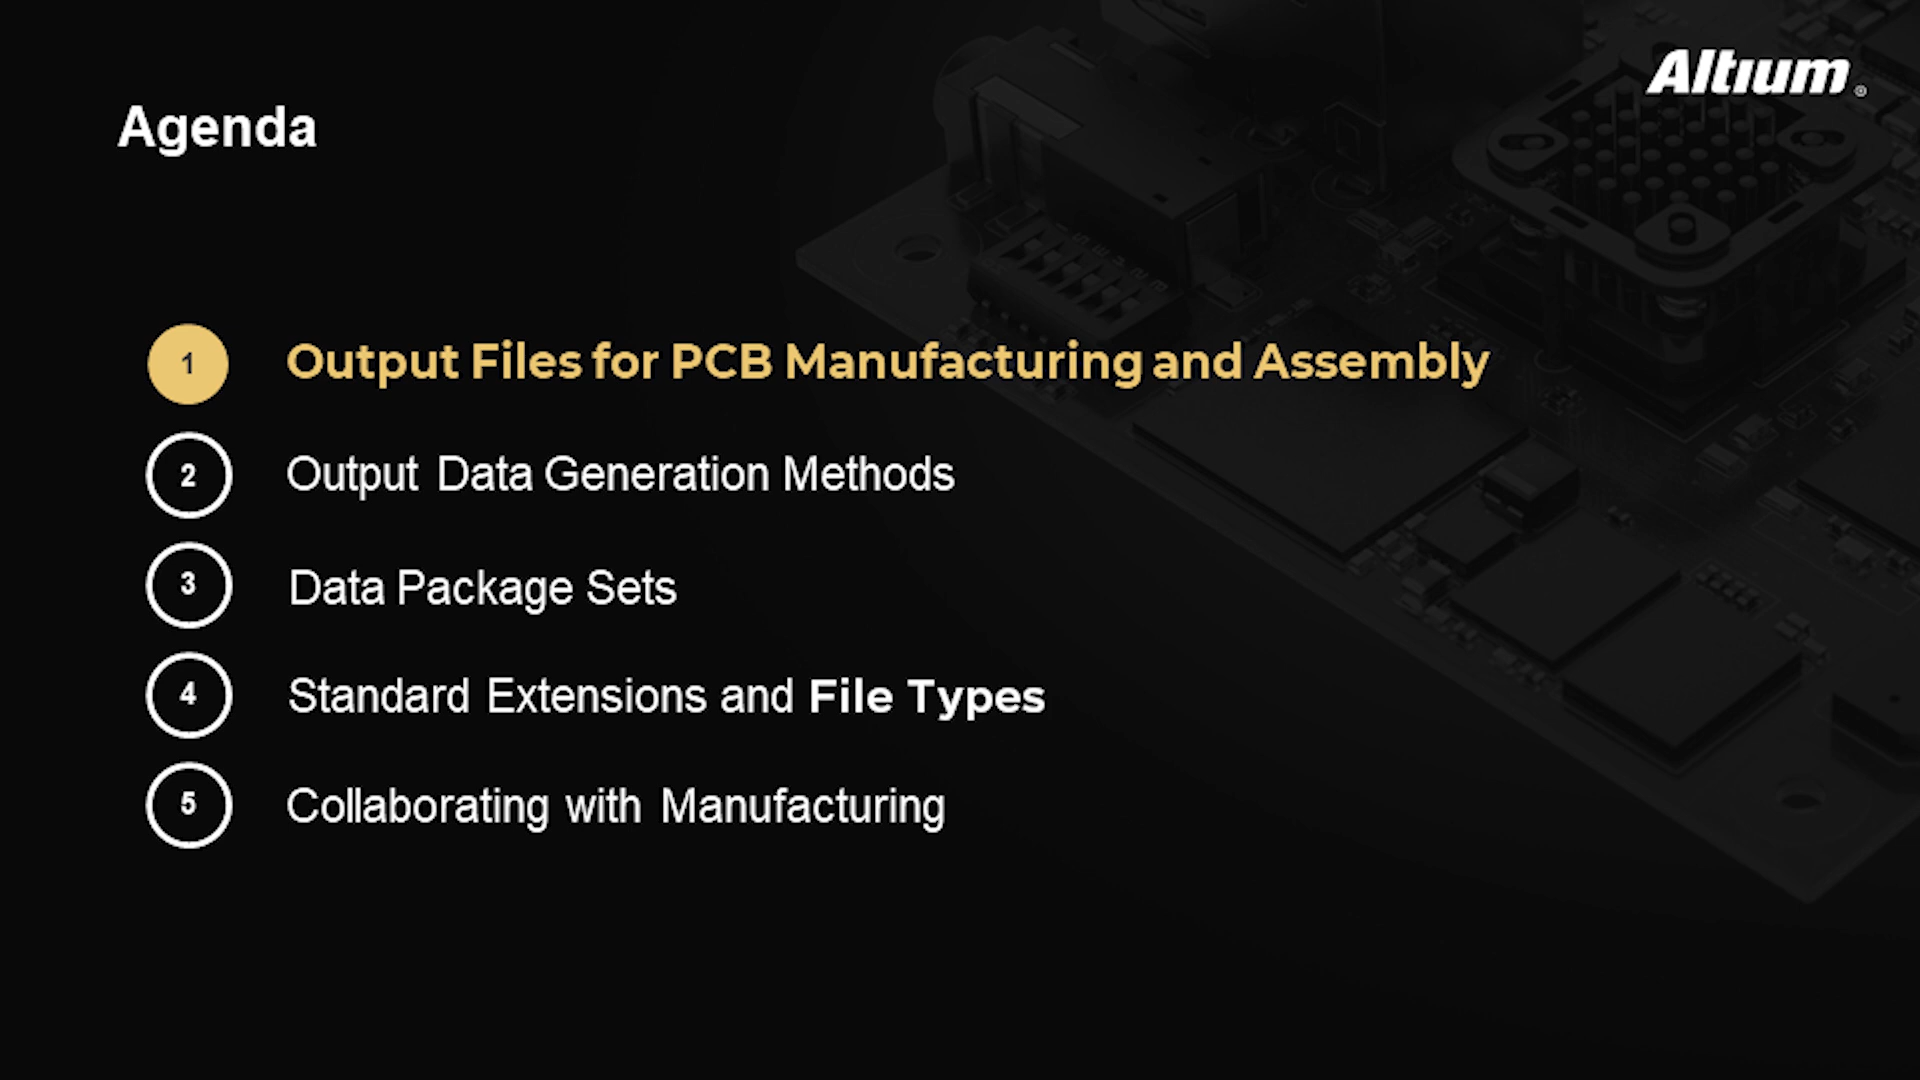 Altium®
Agenda
1 Output Files for PCB Manufacturing and Assembly
2 Output Data Generation Methods
3 Data Package Sets
4 Standard Extensions and File Types
5 Collaborating with Manufacturing